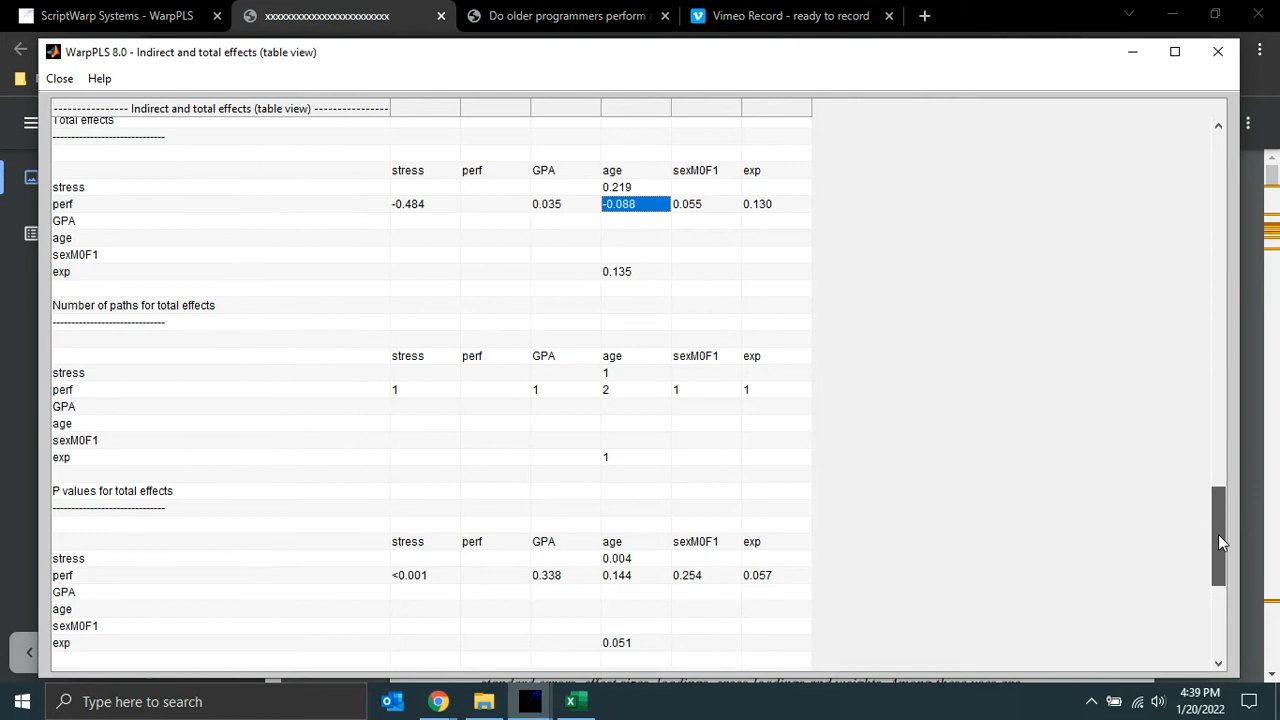 ScriptWarp Systems - WarpPLS
xxxxxxxxxxxxxxxxxxxxxxxxx
Do older programmers perform
Vimeo Record - ready to record
WarpPLS 8.0 - Indirect and total effects (table view)
Close Help
---------------- Indirect and total effects (table view) ----------------
Total effects
------------------------------
stress perf GPA age sexM0F1 exp
stress 0.219
perf -0.484 0.035 -0.088 0.055 0.130
GPA
age
sexM0F1
exp 0.135
Number of paths for total effects
------------------------------
stress perf GPA age sexM0F1 exp
stress 1
perf 1 1 2 1 1
GPA
age
sexM0F1
exp 1
P values for total effects
------------------------------
stress perf GPA age sexM0F1 exp
stress 0.004
perf <0.001 0.338 0.144 0.254 0.057
GPA
age
sexM0F1
exp 0.051
Type here to search
4:39 PM
1/20/2022